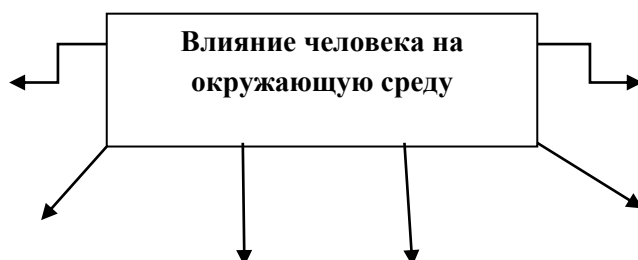 Влияние человека на
окружающую среду